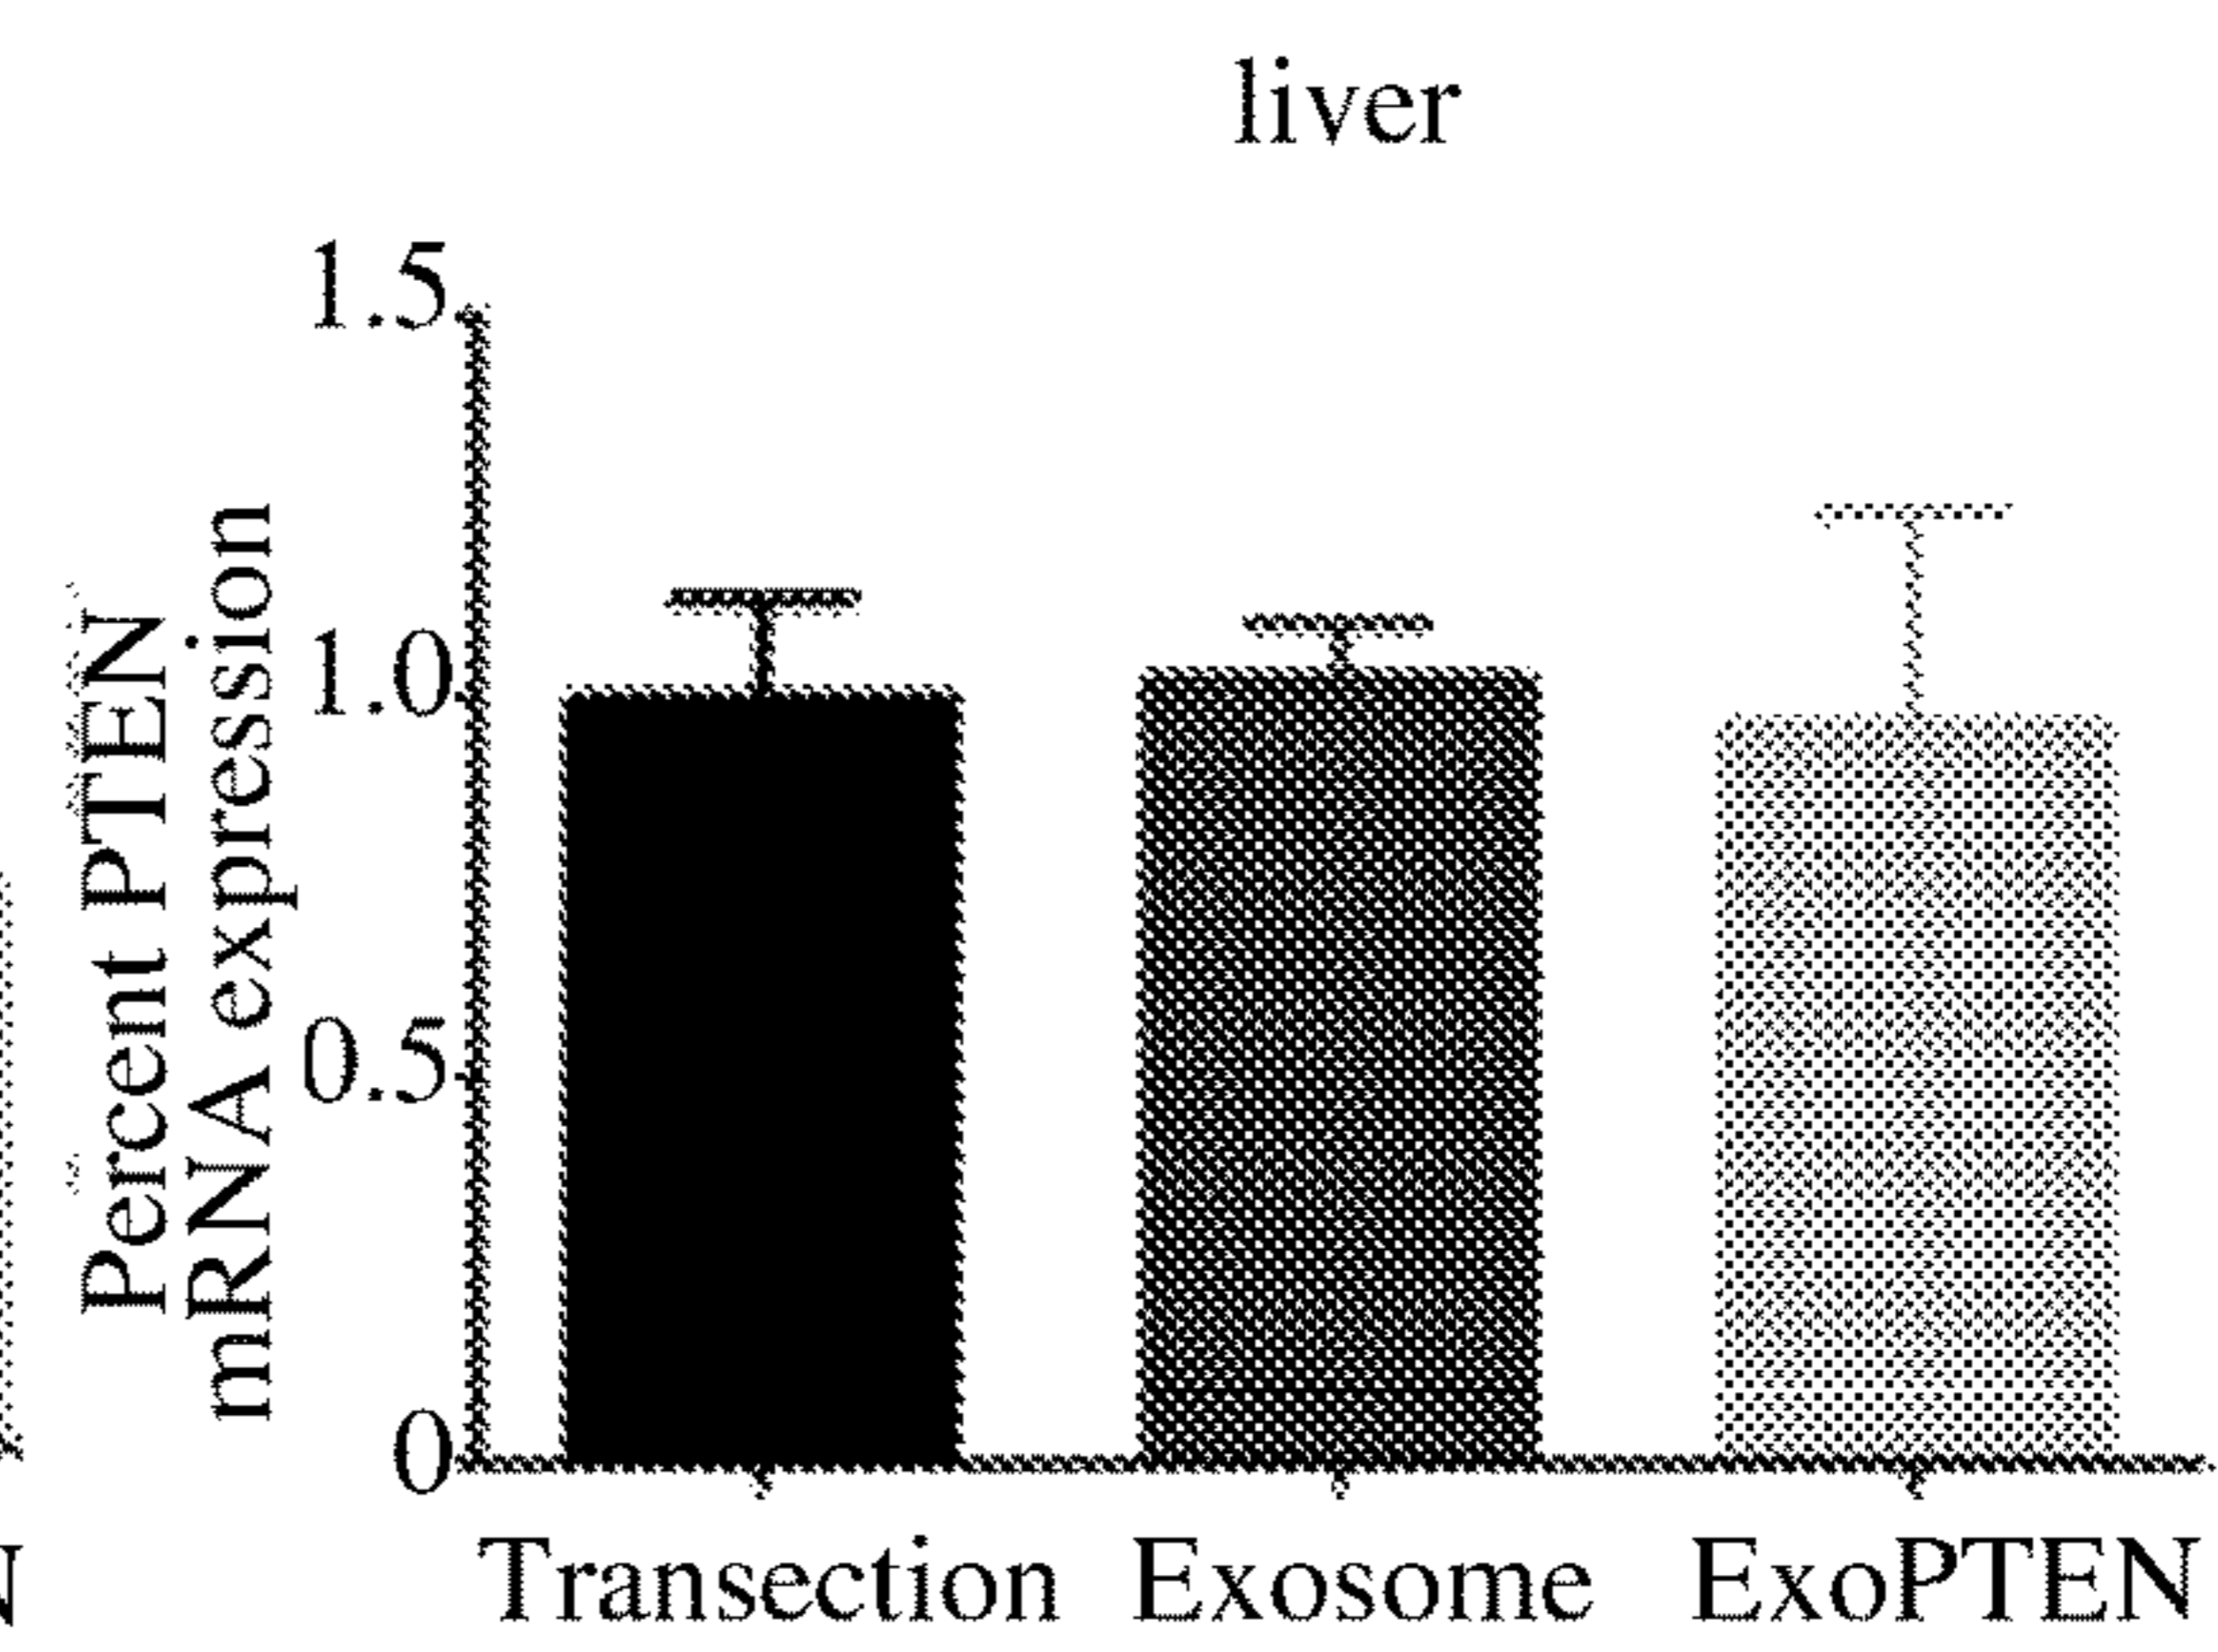 liver
Percent PTEN
mRNA expression
1.5
1.0
0.5
0
Transection Exosome ExoPTEN
N